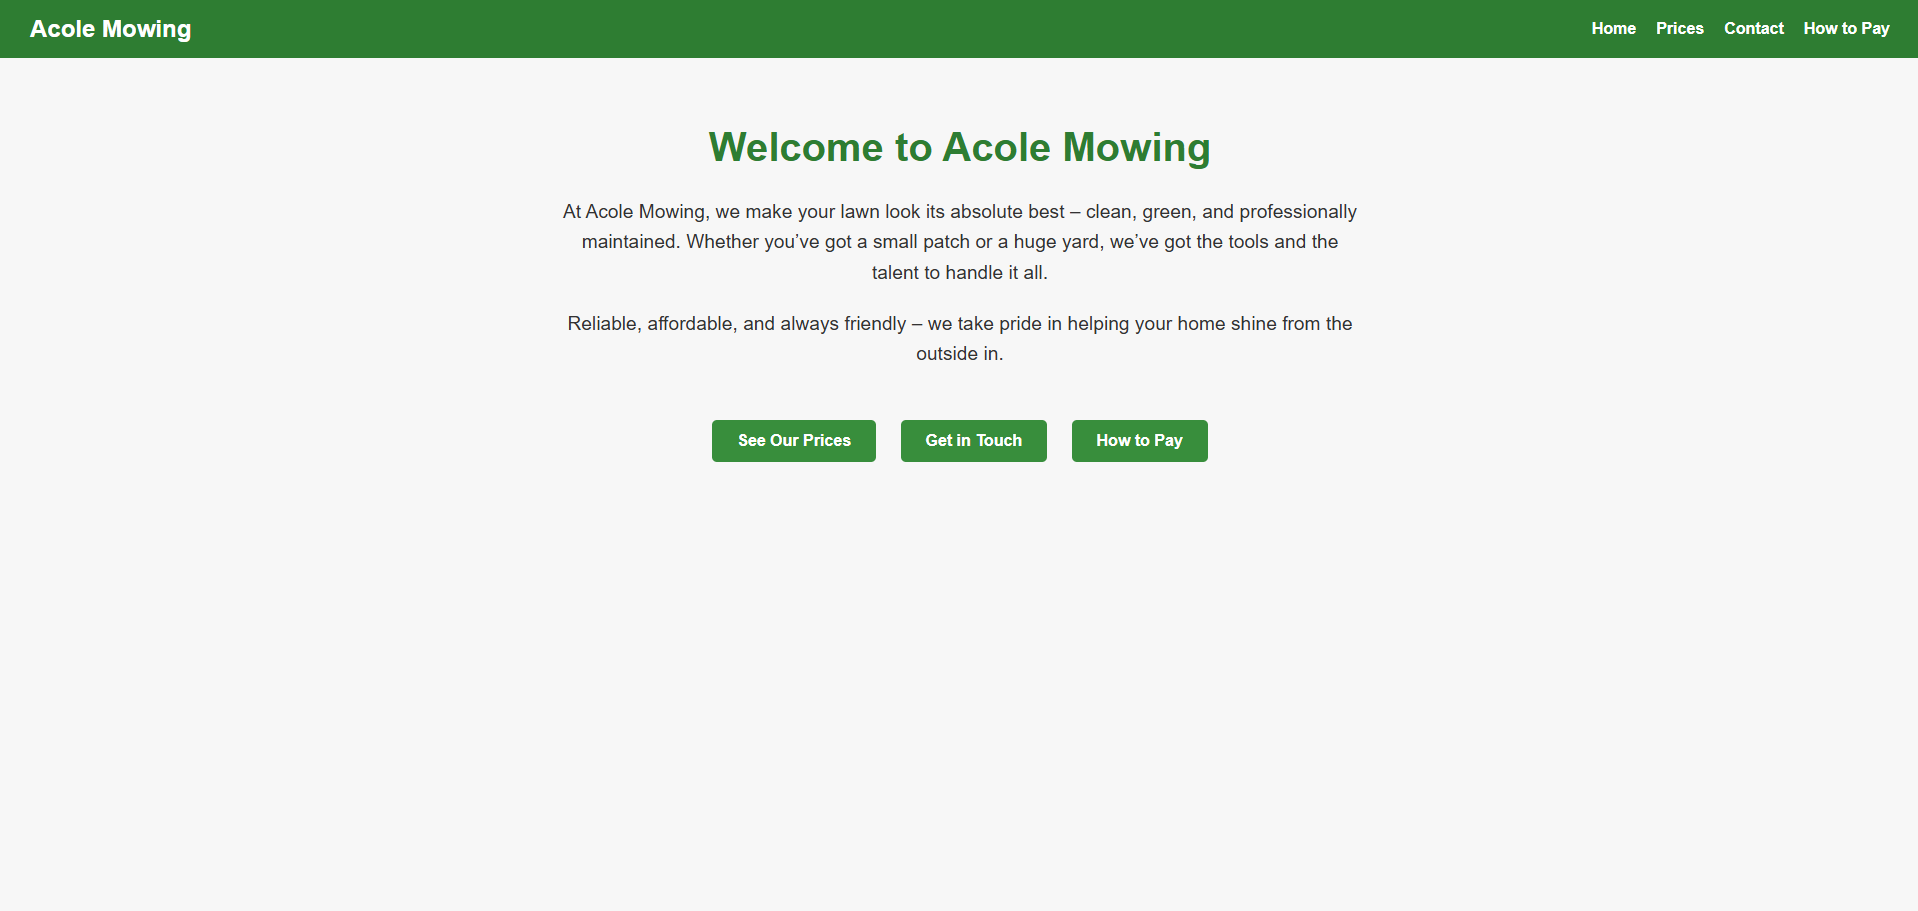 Acole Mowing
Home Prices Contact How to Pay
Welcome to Acole Mowing
At Acole Mowing, we make your lawn look its absolute best – clean, green, and professionally
maintained. Whether you’ve got a small patch or a huge yard, we’ve got the tools and the
talent to handle it all.
Reliable, affordable, and always friendly – we take pride in helping your home shine from the
outside in.
See Our Prices Get in Touch How to Pay